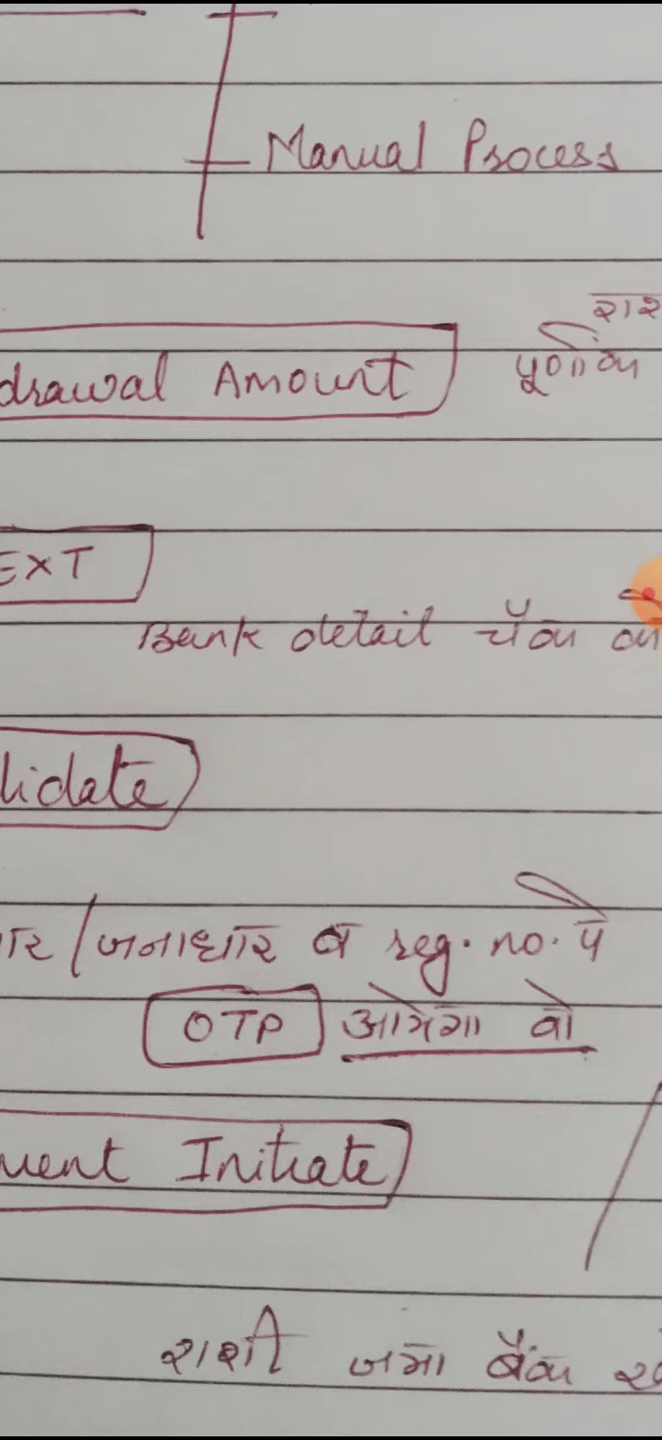 Manual Process
drawal Amount
पूर्णांक
EXT
Bank detail चैक
lidate
ार/जनाधार व reg. no. पे
OTP आयेगा वो
ment Initiate
राशी जमा बैंक